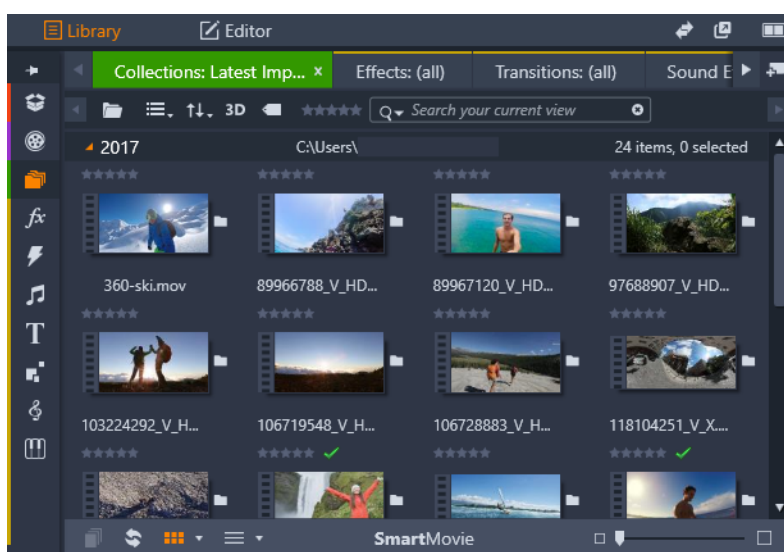 Library Editor
Collections: Latest Imp... × Effects: (all) Transitions: (all) Sound E
3D Search your current view
2017 C:\Users\ 24 items, 0 selected
360-ski.mov 89966788_V_HD... 89967120_V_HD... 97688907_V_HD...
103224292_V_H... 106719548_V_H... 106728883_V_H... 118104251_V_X....
SmartMovie
fx
T